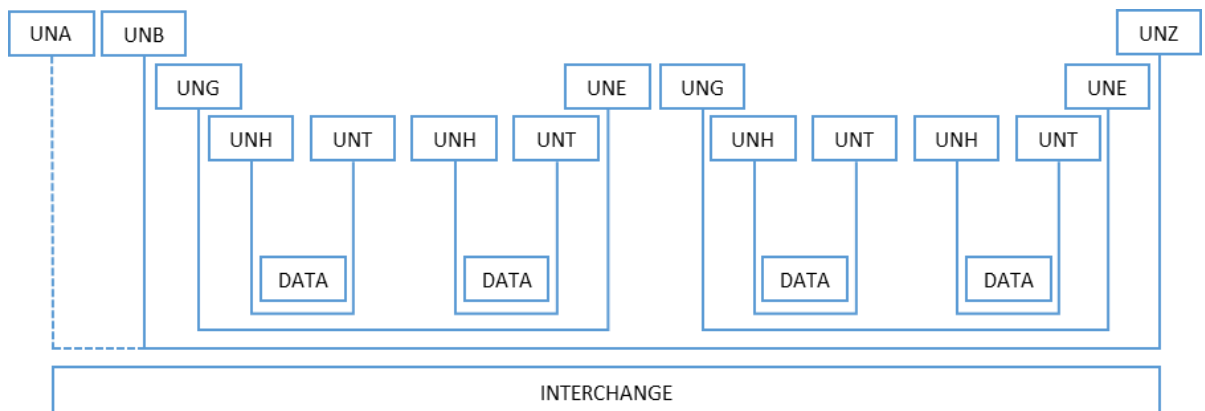 UNA UNB UNZ
UNG UNE UNG UNE
UNH UNT UNH UNT UNH UNT UNH UNT
DATA DATA DATA DATA
INTERCHANGE